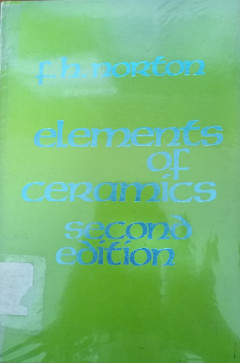 f.h.norton
elements
of
ceramics
second
edition